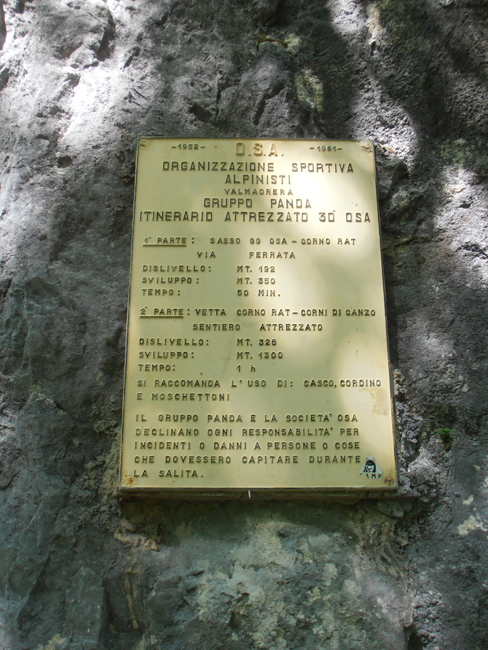 -1952- O.S.A. -1981-
ORGANIZZAZIONE SPORTIVA
ALPINISTI
VALMADRERA
GRUPPO PANDA
ITINERARIO ATTREZZATO 30° OSA
1ª PARTE: SASSO 99 OSA-CORNO RAT
VIA FERRATA
DISLIVELLO: MT. 192
SVILUPPO: MT. 350
TEMPO: 50 MIN.
2ª PARTE: VETTA CORNO RAT-CORNI DI CANZO
SENTIERO ATTREZZATO
DISLIVELLO: MT. 326
SVILUPPO: MT. 1300
TEMPO: 1 h
SI RACCOMANDA L'USO DI: CASCO, CORDINO
E MOSCHETTONI
IL GRUPPO PANDA E LA SOCIETA' OSA
DECLINANO OGNI RESPONSABILITA' PER
INCIDENTI O DANNI A PERSONE O COSE
CHE DOVESSERO CAPITARE DURANTE
LA SALITA.